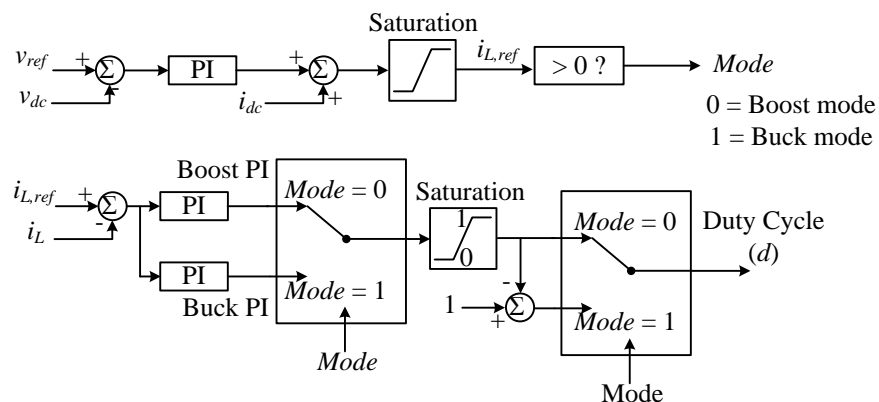 Saturation
v_ref + Σ - PI + Σ + i_L,ref > 0 ? Mode
v_dc
i_dc
0 = Boost mode
1 = Buck mode
Boost PI
i_L,ref + Σ - PI
i_L
Mode = 0
Saturation
1
0
Mode = 0
Duty Cycle
(d)
PI
Buck PI
Mode = 1
-
1 + Σ
Mode = 1
Mode
Mode